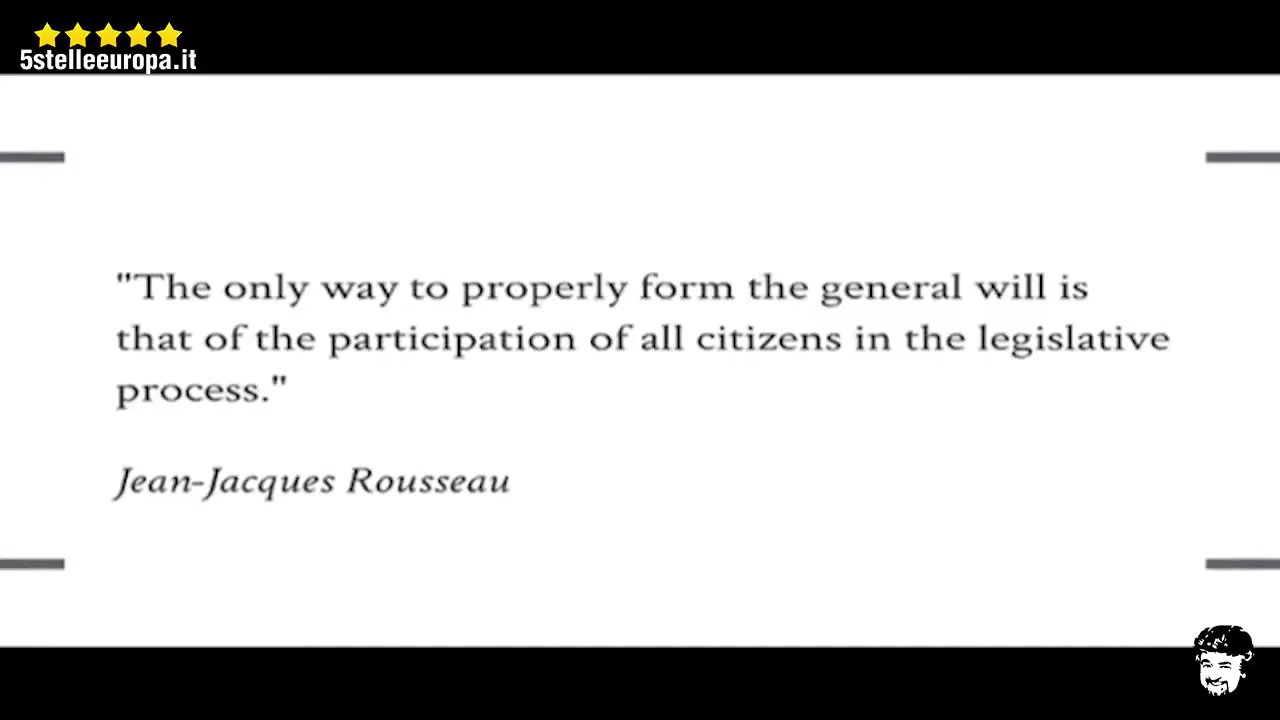 5stelleeuropa.it
"The only way to properly form the general will is
that of the participation of all citizens in the legislative
process."
Jean-Jacques Rousseau